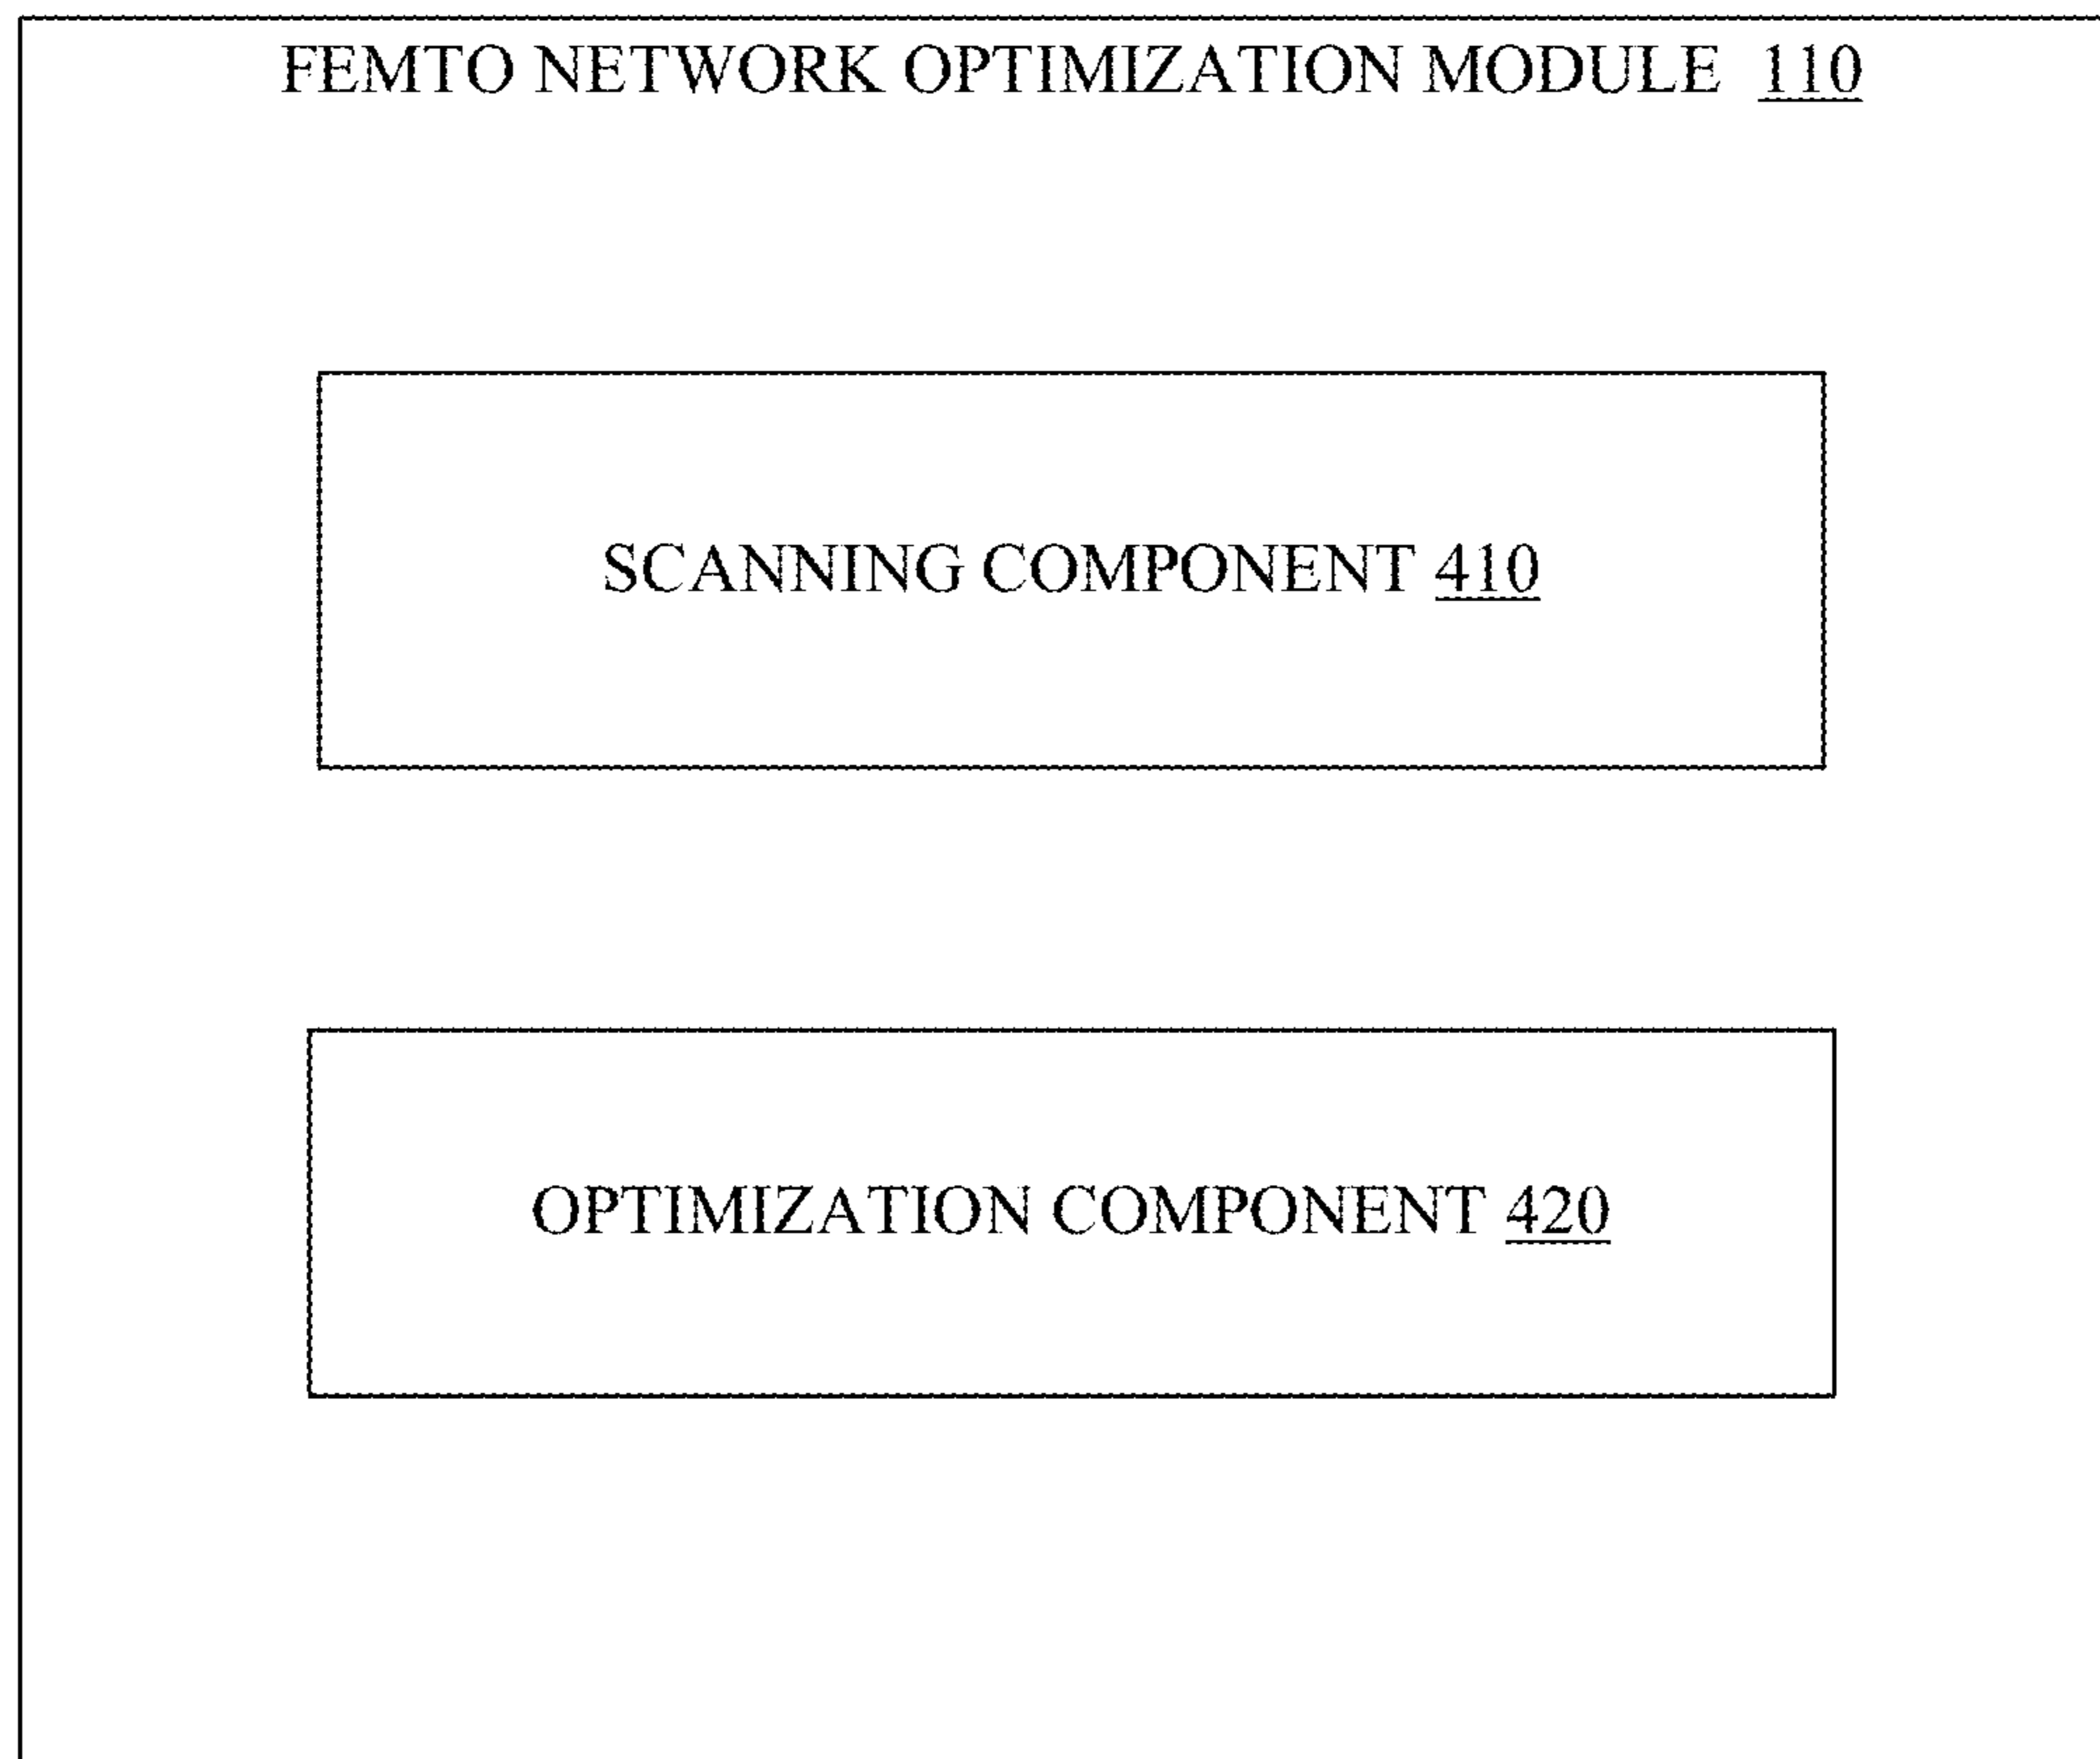 FEMTO NETWORK OPTIMIZATION MODULE 110
SCANNING COMPONENT 410
OPTIMIZATION COMPONENT 420